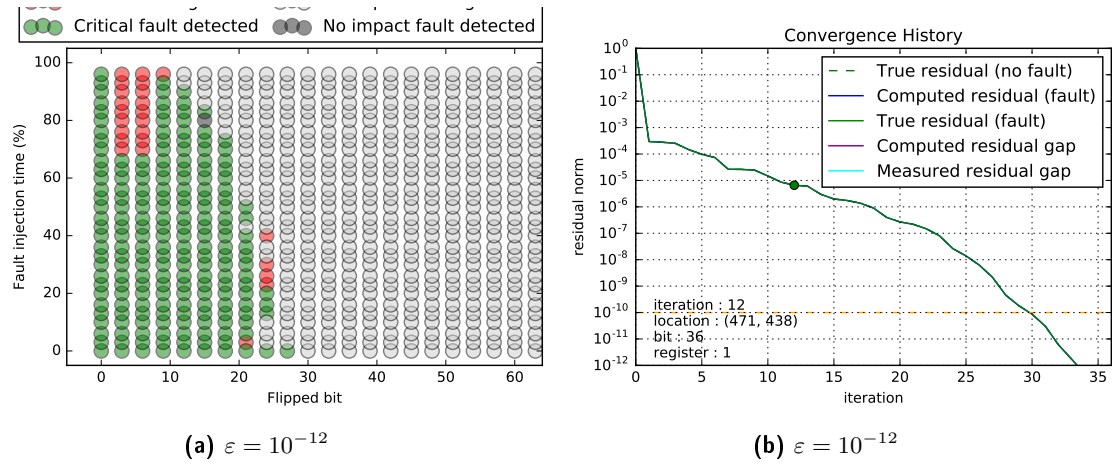 Critical fault detected No impact fault detected
Fault injection time (%)
100
80
60
40
20
0
0 10 20 30 40 50 60
Flipped bit
(a) ε = 10⁻¹²
Convergence History
residual norm
10⁰
10⁻¹
10⁻²
10⁻³
10⁻⁴
10⁻⁵
10⁻⁶
10⁻⁷
10⁻⁸
10⁻⁹
10⁻¹⁰
10⁻¹¹
10⁻¹²
True residual (no fault)
Computed residual (fault)
True residual (fault)
Computed residual gap
Measured residual gap
iteration : 12
location : (471, 438)
bit : 36
register : 1
0 5 10 15 20 25 30 35
iteration
(b) ε = 10⁻¹²